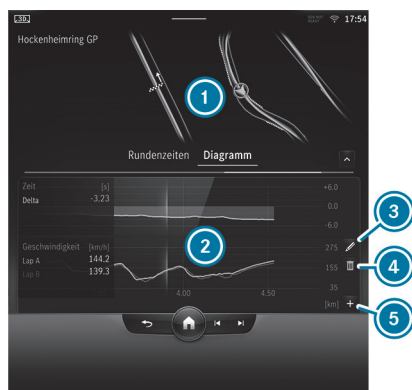 3D
17:54
Hockenheimring GP
1
Rundenzeiten Diagramm
Zeit [s]
Delta -3,23
+6.0
0.0
-6.0
3
2
Geschwindigkeit [km/h]
Lap A 144.2
Lap B 139.3
275
155
35
4
4.00 4.50
[km]
5